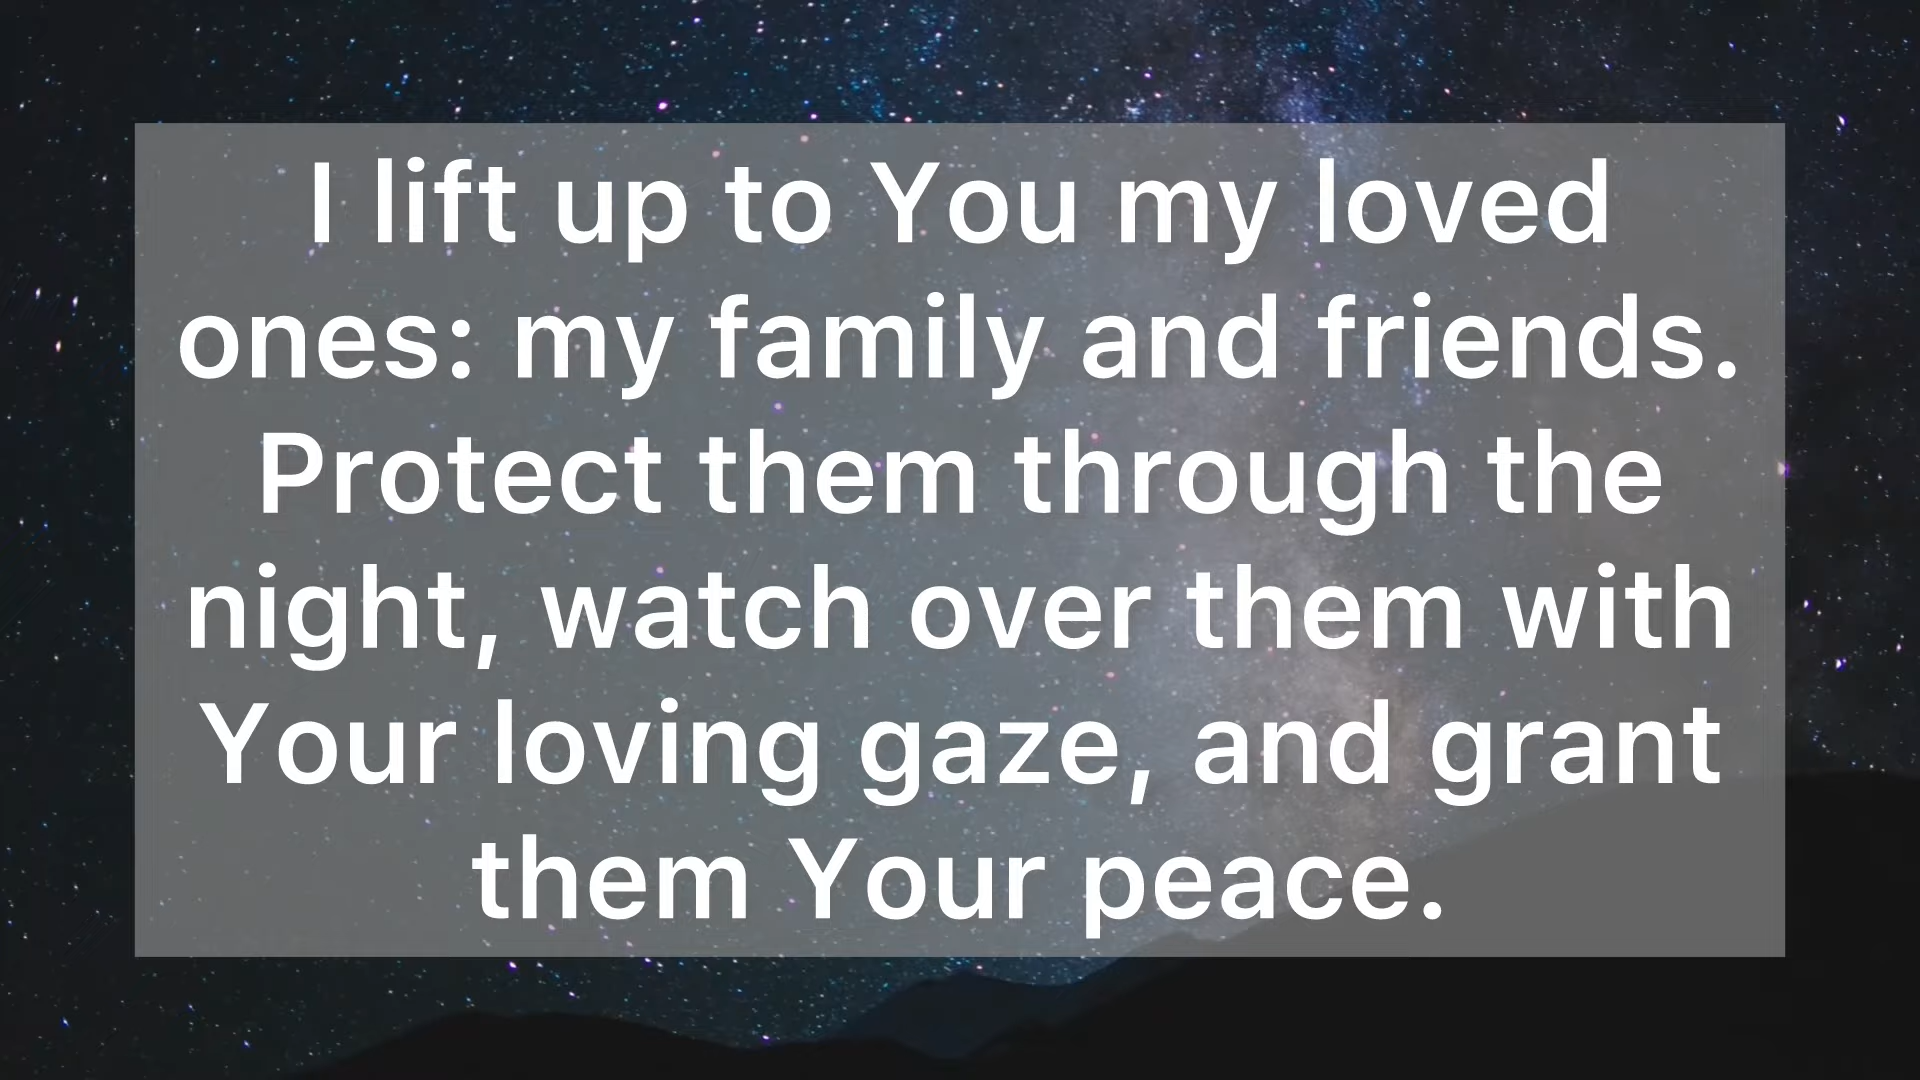 I lift up to You my loved
ones: my family and friends.
Protect them through the
night, watch over them with
Your loving gaze, and grant
them Your peace.